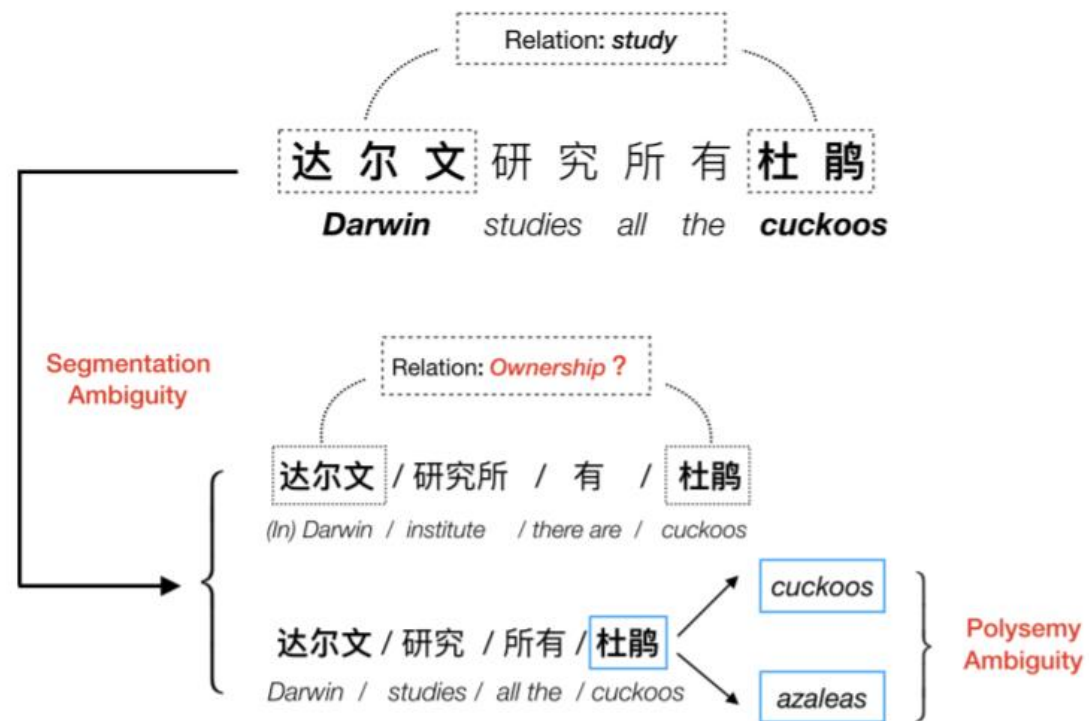 Relation: study
达 尔 文 研 究 所 有 杜 鹃
Darwin studies all the cuckoos
Segmentation
Ambiguity
Relation: Ownership ?
达尔文 / 研究所 / 有 / 杜鹃
(In) Darwin / institute / there are / cuckoos
达尔文 / 研究 / 所有 / 杜鹃
Darwin / studies / all the / cuckoos
cuckoos
azaleas
Polysemy
Ambiguity